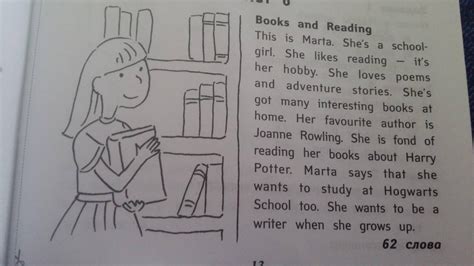 Books and Reading
This is Marta. She's a school-
girl. She likes reading – it's
her hobby. She loves poems
and adventure stories. She's
got many interesting books at
home. Her favourite author is
Joanne Rowling. She is fond of
reading her books about Harry
Potter. Marta says that she
wants to study at Hogwarts
School too. She wants to be a
writer when she grows up.
62 слова